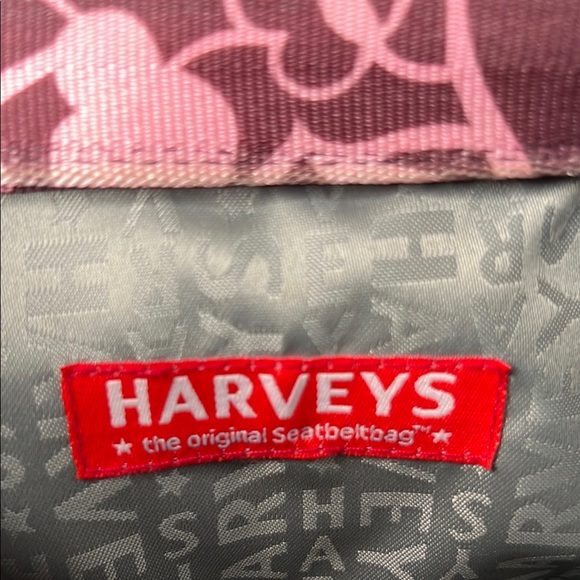 HARVEYS
★ the original Seatbeltbag™ ★